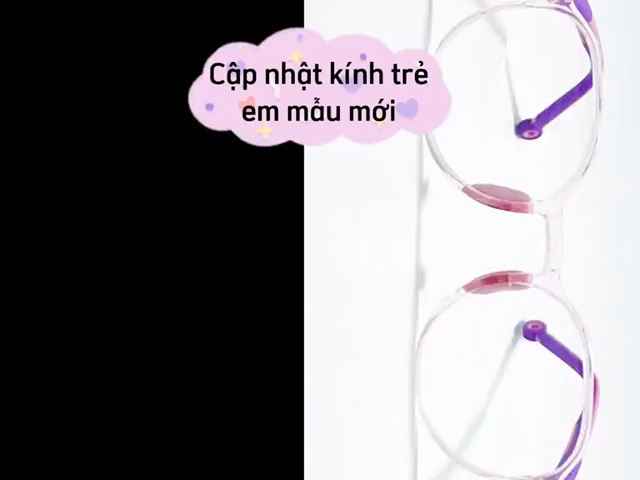 Cập nhật kính trẻ
em mẫu mới